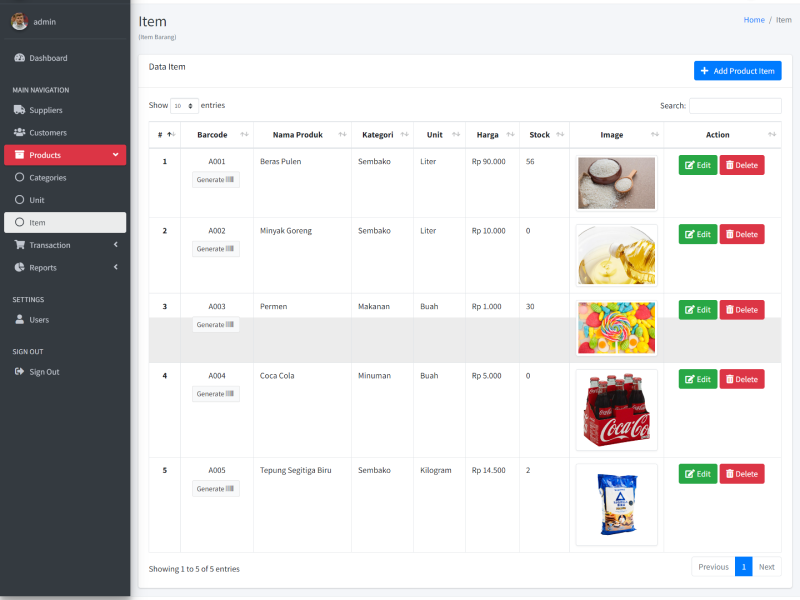 admin
Dashboard
MAIN NAVIGATION
Suppliers
Customers
Products
Categories
Unit
Item
Transaction
Reports
SETTINGS
Users
SIGN OUT
Sign Out
Item
(Item Barang)
Home / Item
Data Item
+ Add Product Item
Show 10 entries
Search:
# Barcode Nama Produk Kategori Unit Harga Stock Image Action
1 A001 Beras Pulen Sembako Liter Rp 90.000 56 Edit Delete
Generate
2 A002 Minyak Goreng Sembako Liter Rp 10.000 0 Edit Delete
Generate
3 A003 Permen Makanan Buah Rp 1.000 30 Edit Delete
Generate
4 A004 Coca Cola Minuman Buah Rp 5.000 0 Edit Delete
Generate
Coca-Cola
5 A005 Tepung Segitiga Biru Sembako Kilogram Rp 14.500 2 Edit Delete
Generate
Showing 1 to 5 of 5 entries
Previous 1 Next